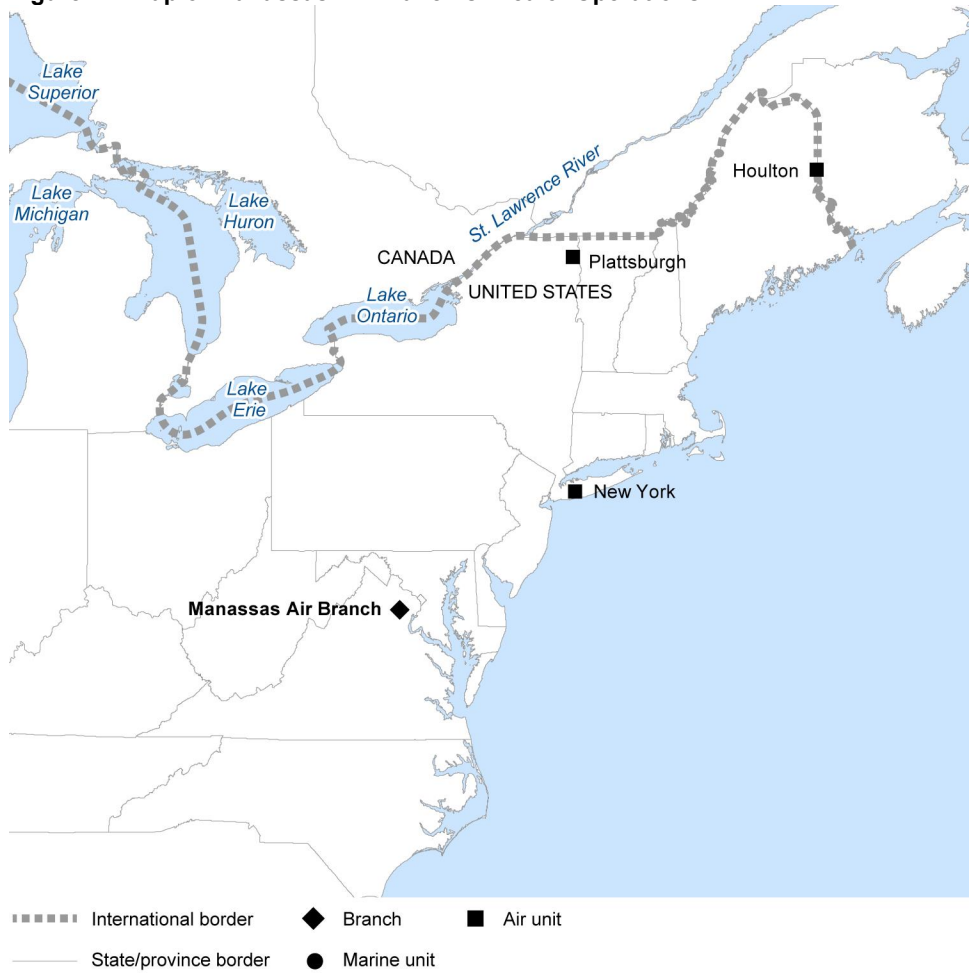 Lake
Superior
Lake
Michigan
Lake
Huron
St. Lawrence River
Houlton
CANADA
Plattsburgh
UNITED STATES
Lake
Ontario
Lake
Erie
New York
Manassas Air Branch
International border
Branch
Air unit
State/province border
Marine unit